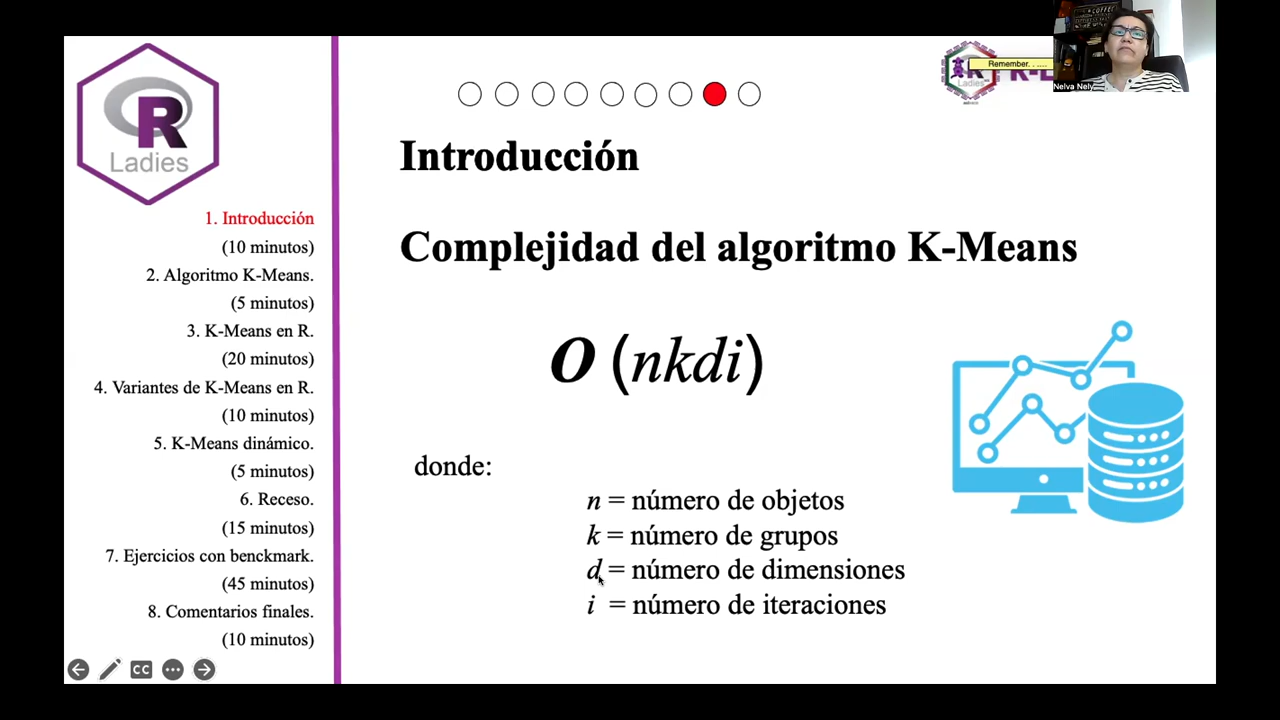 R
Ladies
1. Introducción
(10 minutos)
2. Algoritmo K-Means.
(5 minutos)
3. K-Means en R.
(20 minutos)
4. Variantes de K-Means en R.
(10 minutos)
5. K-Means dinámico.
(5 minutos)
6. Receso.
(15 minutos)
7. Ejercicios con benckmark.
(45 minutos)
8. Comentarios finales.
(10 minutos)
CC
Introducción
Complejidad del algoritmo K-Means
O (nkdi)
donde:
n = número de objetos
k = número de grupos
d = número de dimensiones
i = número de iteraciones
R
Ladies
Remember. . ....
COFFEE
Nelva Nely